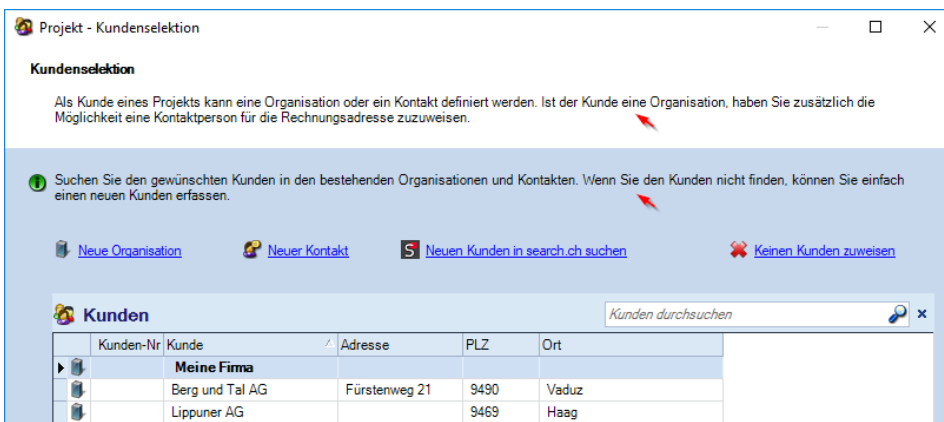 Projekt - Kundenselektion
Kundenselektion
Als Kunde eines Projekts kann eine Organisation oder ein Kontakt definiert werden. Ist der Kunde eine Organisation, haben Sie zusätzlich die
Möglichkeit eine Kontaktperson für die Rechnungsadresse zuzuweisen.
Suchen Sie den gewünschten Kunden in den bestehenden Organisationen und Kontakten. Wenn Sie den Kunden nicht finden, können Sie einfach
einen neuen Kunden erfassen.
Neue Organisation Neuer Kontakt S Neuen Kunden in search.ch suchen Keinen Kunden zuweisen
Kunden Kunden durchsuchen
Kunden-Nr Kunde Adresse PLZ Ort
Meine Firma
Berg und Tal AG Fürstenweg 21 9490 Vaduz
Lippuner AG 9469 Haag